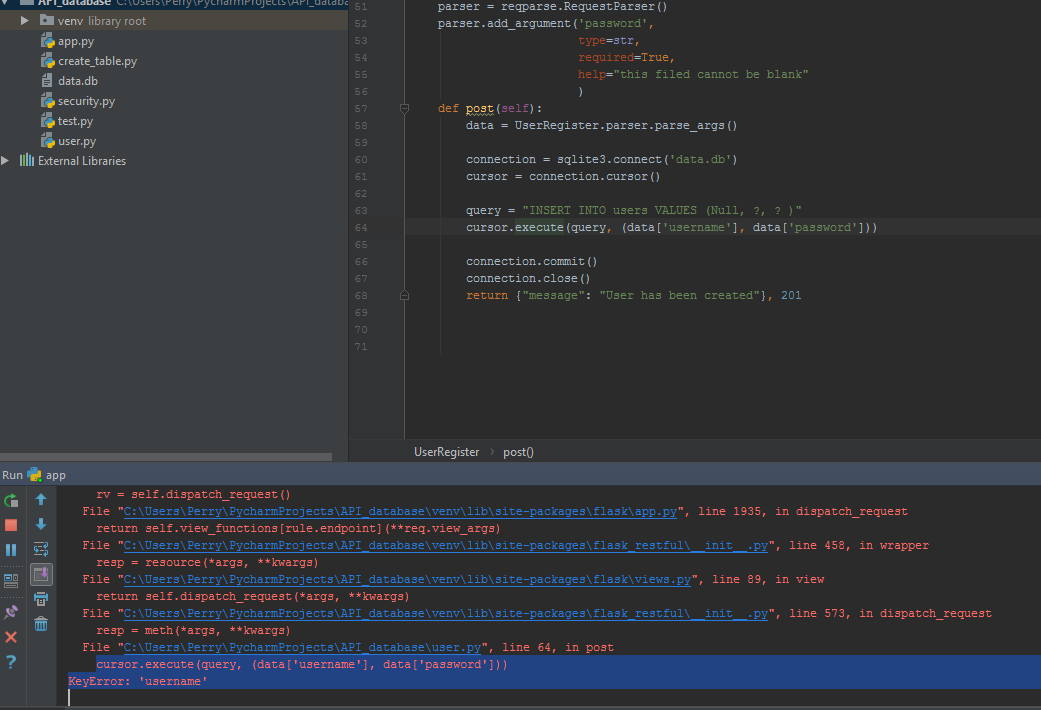 API_database C:\Users\Perry\PycharmProjects\API_databa
venv library root
app.py
create_table.py
data.db
security.py
test.py
user.py
External Libraries
51 parser = reqparse.RequestParser()
52 parser.add_argument('password',
53 type=str,
54 required=True,
55 help="this filed cannot be blank"
56 )
57 def post(self):
58 data = UserRegister.parser.parse_args()
59
60 connection = sqlite3.connect('data.db')
61 cursor = connection.cursor()
62
63 query = "INSERT INTO users VALUES (Null, ?, ? )"
64 cursor.execute(query, (data['username'], data['password']))
65
66 connection.commit()
67 connection.close()
68 return {"message": "User has been created"}, 201
69
70
71
UserRegister > post()
Run app
rv = self.dispatch_request()
File "C:\Users\Perry\PycharmProjects\API_database\venv\lib\site-packages\flask\app.py", line 1935, in dispatch_request
return self.view_functions[rule.endpoint](**req.view_args)
File "C:\Users\Perry\PycharmProjects\API_database\venv\lib\site-packages\flask_restful\__init__.py", line 458, in wrapper
resp = resource(*args, **kwargs)
File "C:\Users\Perry\PycharmProjects\API_database\venv\lib\site-packages\flask\views.py", line 89, in view
return self.dispatch_request(*args, **kwargs)
File "C:\Users\Perry\PycharmProjects\API_database\venv\lib\site-packages\flask_restful\__init__.py", line 573, in dispatch_request
resp = meth(*args, **kwargs)
File "C:\Users\Perry\PycharmProjects\API_database\user.py", line 64, in post
cursor.execute(query, (data['username'], data['password']))
KeyError: 'username'